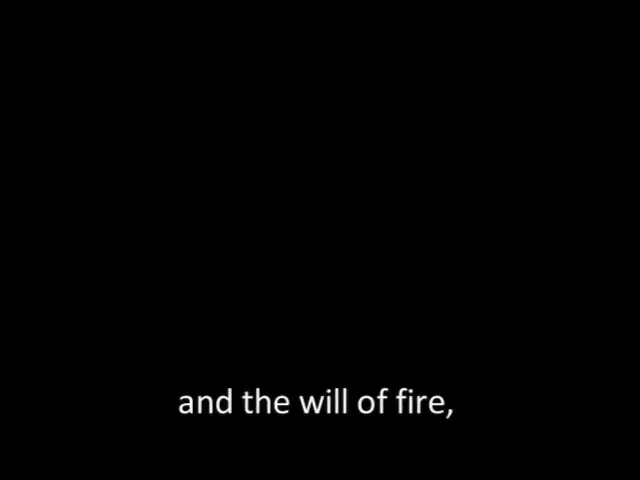 and the will of fire,